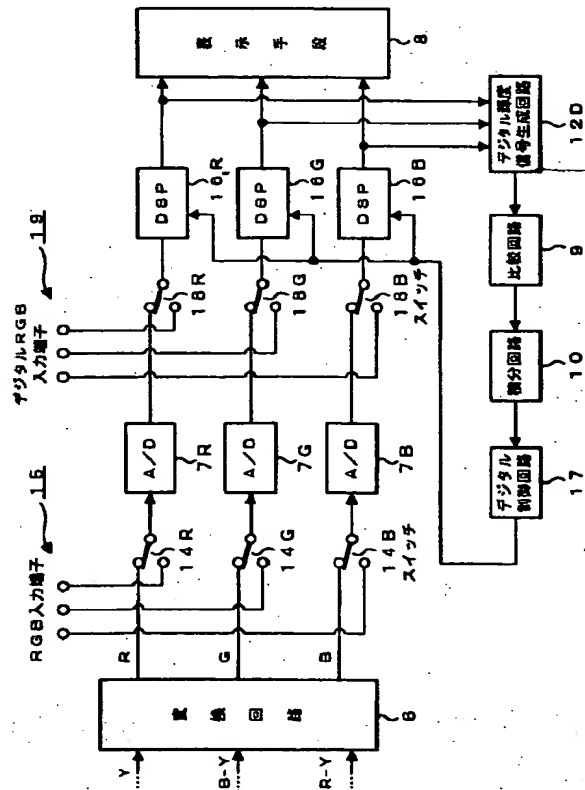 Y
B-Y
R-Y
変換回路
6
R
G
B
RGB入力端子
15
14R
14G
14B
スイッチ
A/D
7R
A/D
7G
A/D
7B
デジタルRGB
入力端子
19
18R
18G
18B
スイッチ
DSP
16R
DSP
16G
DSP
16B
表示手段
8
デジタル輝度
信号生成回路
12D
比較回路
9
積分回路
10
デジタル
制御回路
17